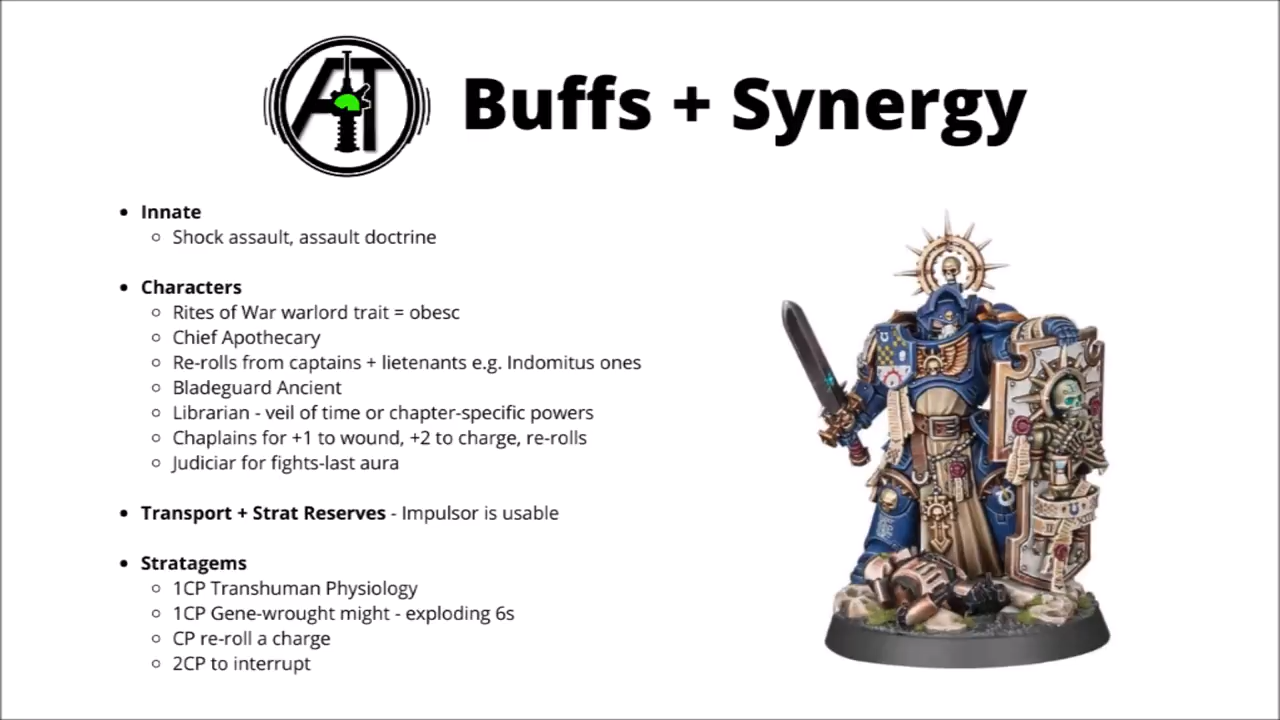 AT
Buffs + Synergy
Innate
Shock assault, assault doctrine
Characters
Rites of War warlord trait = obesc
Chief Apothecary
Re-rolls from captains + lietenants e.g. Indomitus ones
Bladeguard Ancient
Librarian - veil of time or chapter-specific powers
Chaplains for +1 to wound, +2 to charge, re-rolls
Judiciar for fights-last aura
Transport + Strat Reserves - Impulsor is usable
Stratagems
1CP Transhuman Physiology
1CP Gene-wrought might - exploding 6s
CP re-roll a charge
2CP to interrupt